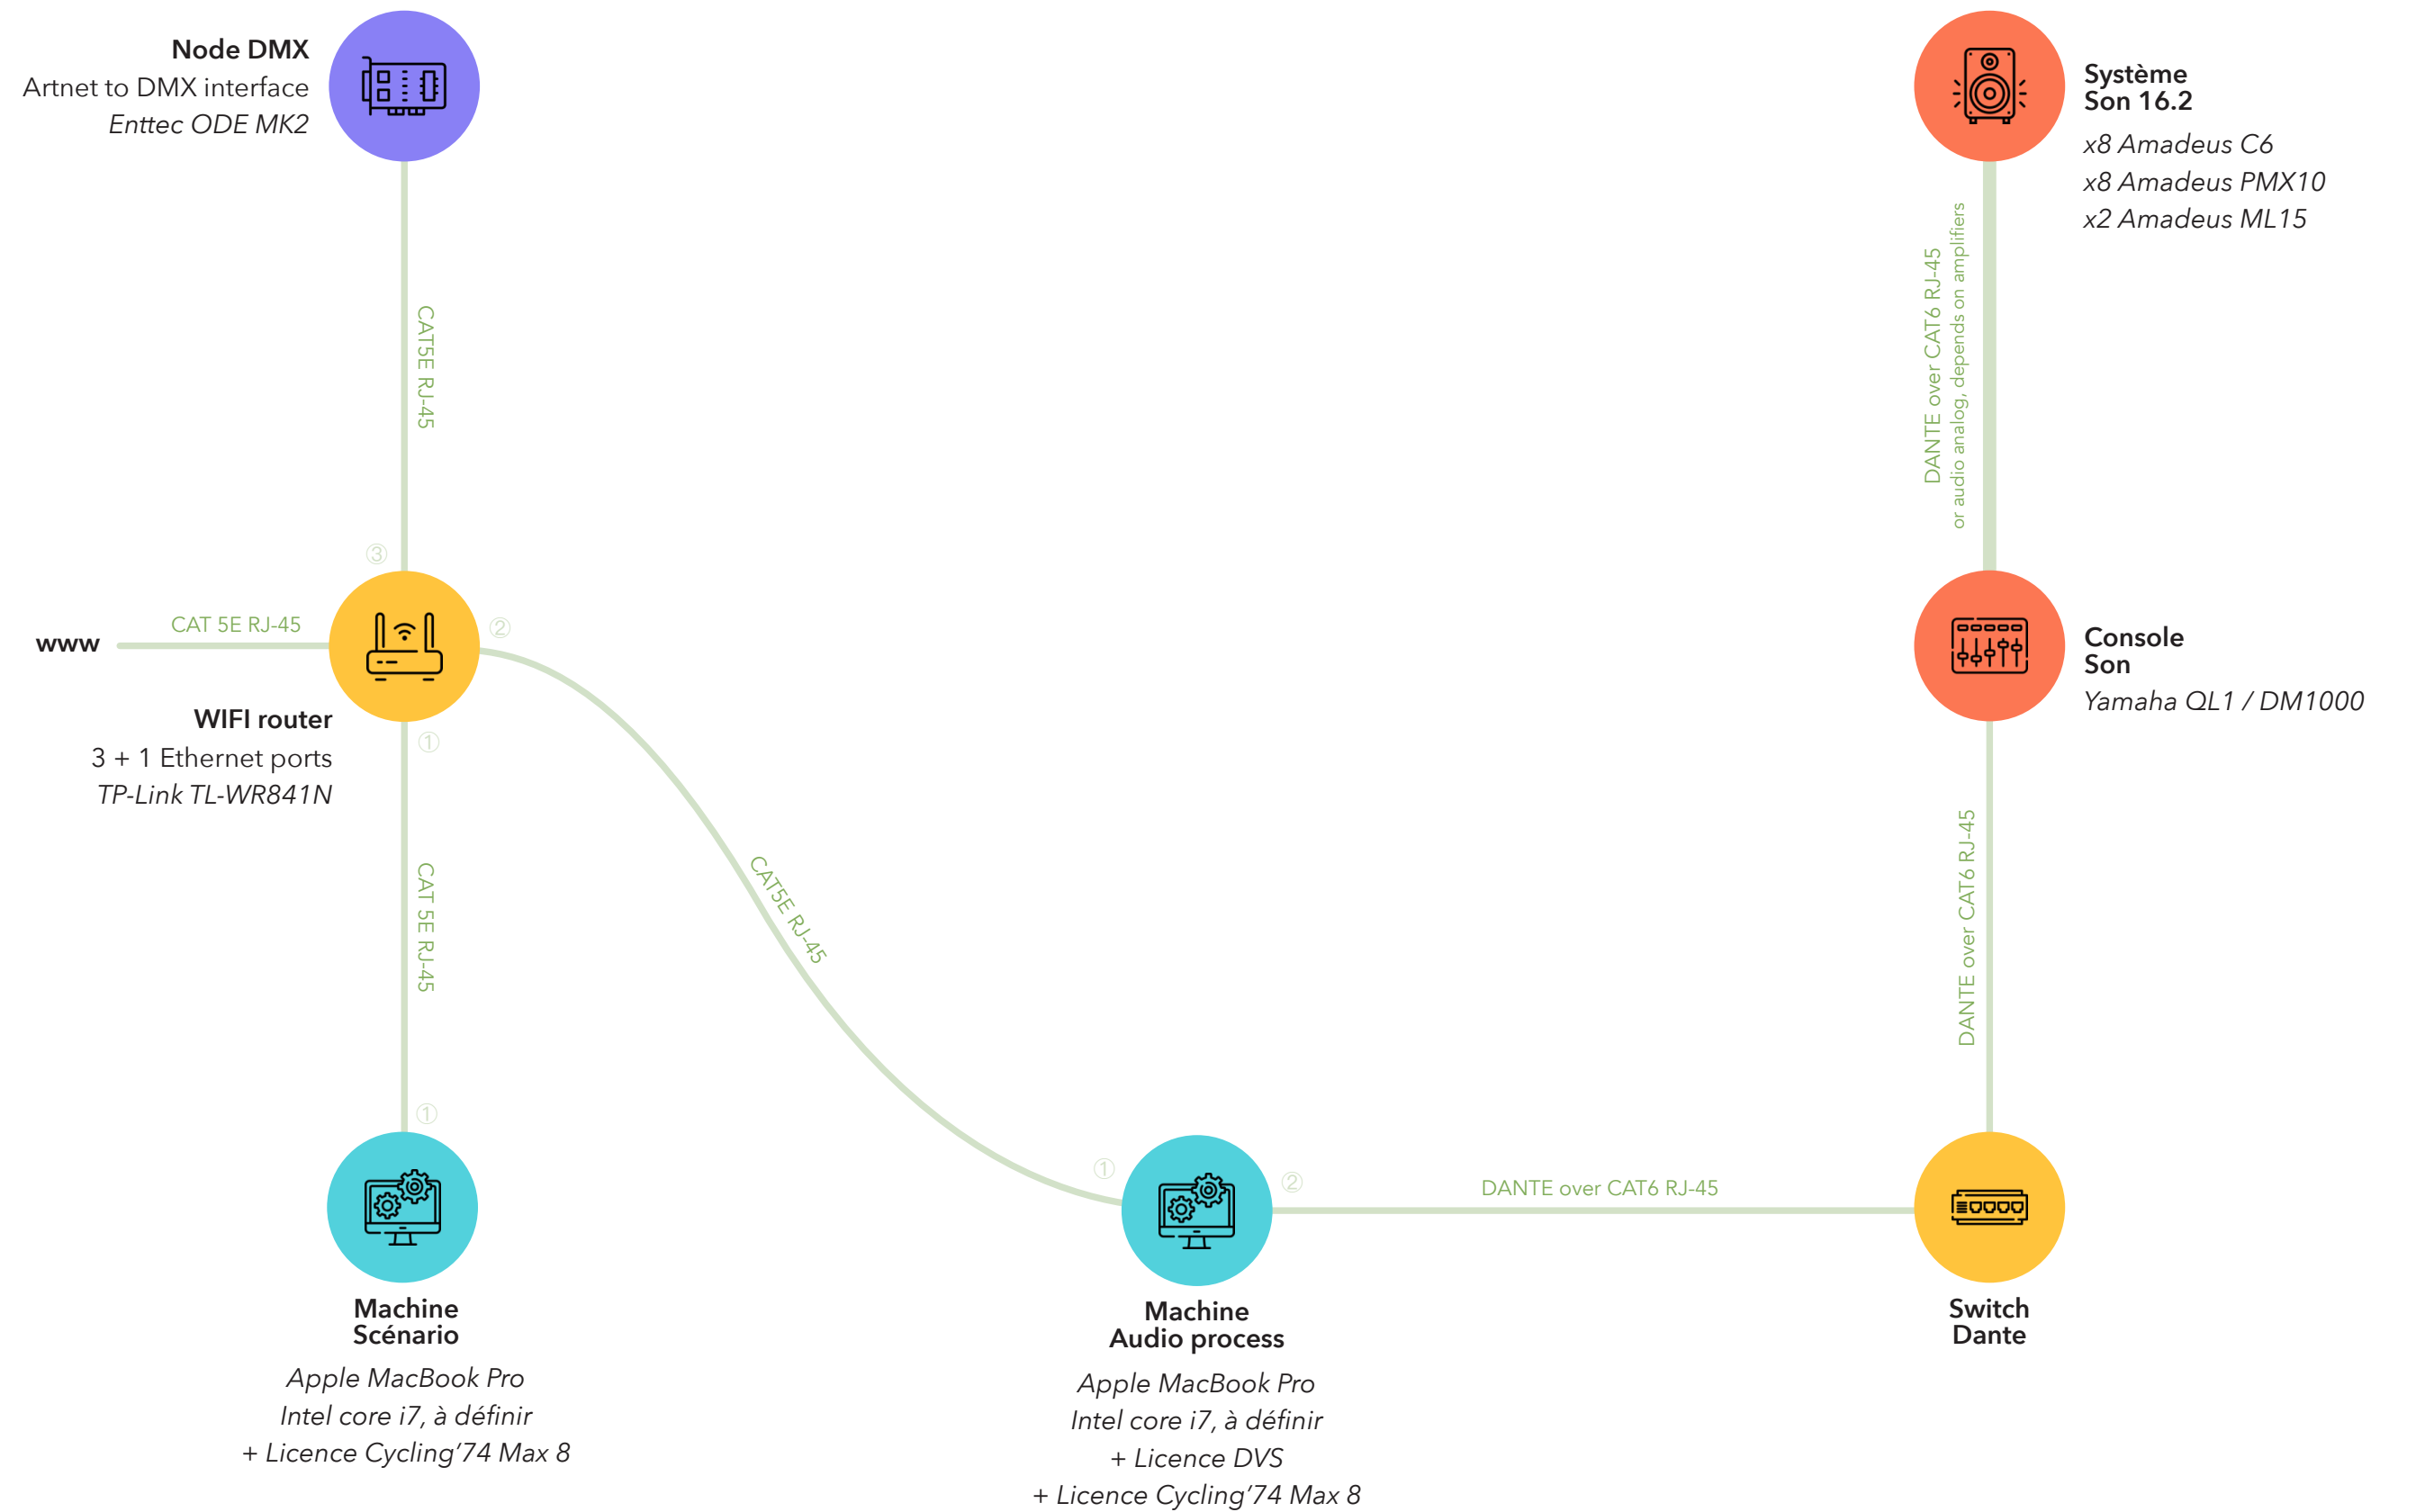 Node DMX
Artnet to DMX interface
Enttec ODE MK2
Système
Son 16.2
x8 Amadeus C6
x8 Amadeus PMX10
x2 Amadeus ML15
CAT5E RJ-45
DANTE over CAT6 RJ-45
or audio analog, depends on amplifiers
③
②
www
CAT 5E RJ-45
WIFI router
3 + 1 Ethernet ports
TP-Link TL-WR841N
①
Console
Son
Yamaha QL1 / DM1000
CAT 5E RJ-45
CAT5E RJ-45
DANTE over CAT6 RJ-45
①
①
②
DANTE over CAT6 RJ-45
Machine
Scénario
Apple MacBook Pro
Intel core i7, à définir
+ Licence Cycling’74 Max 8
Machine
Audio process
Apple MacBook Pro
Intel core i7, à définir
+ Licence DVS
+ Licence Cycling’74 Max 8
Switch
Dante